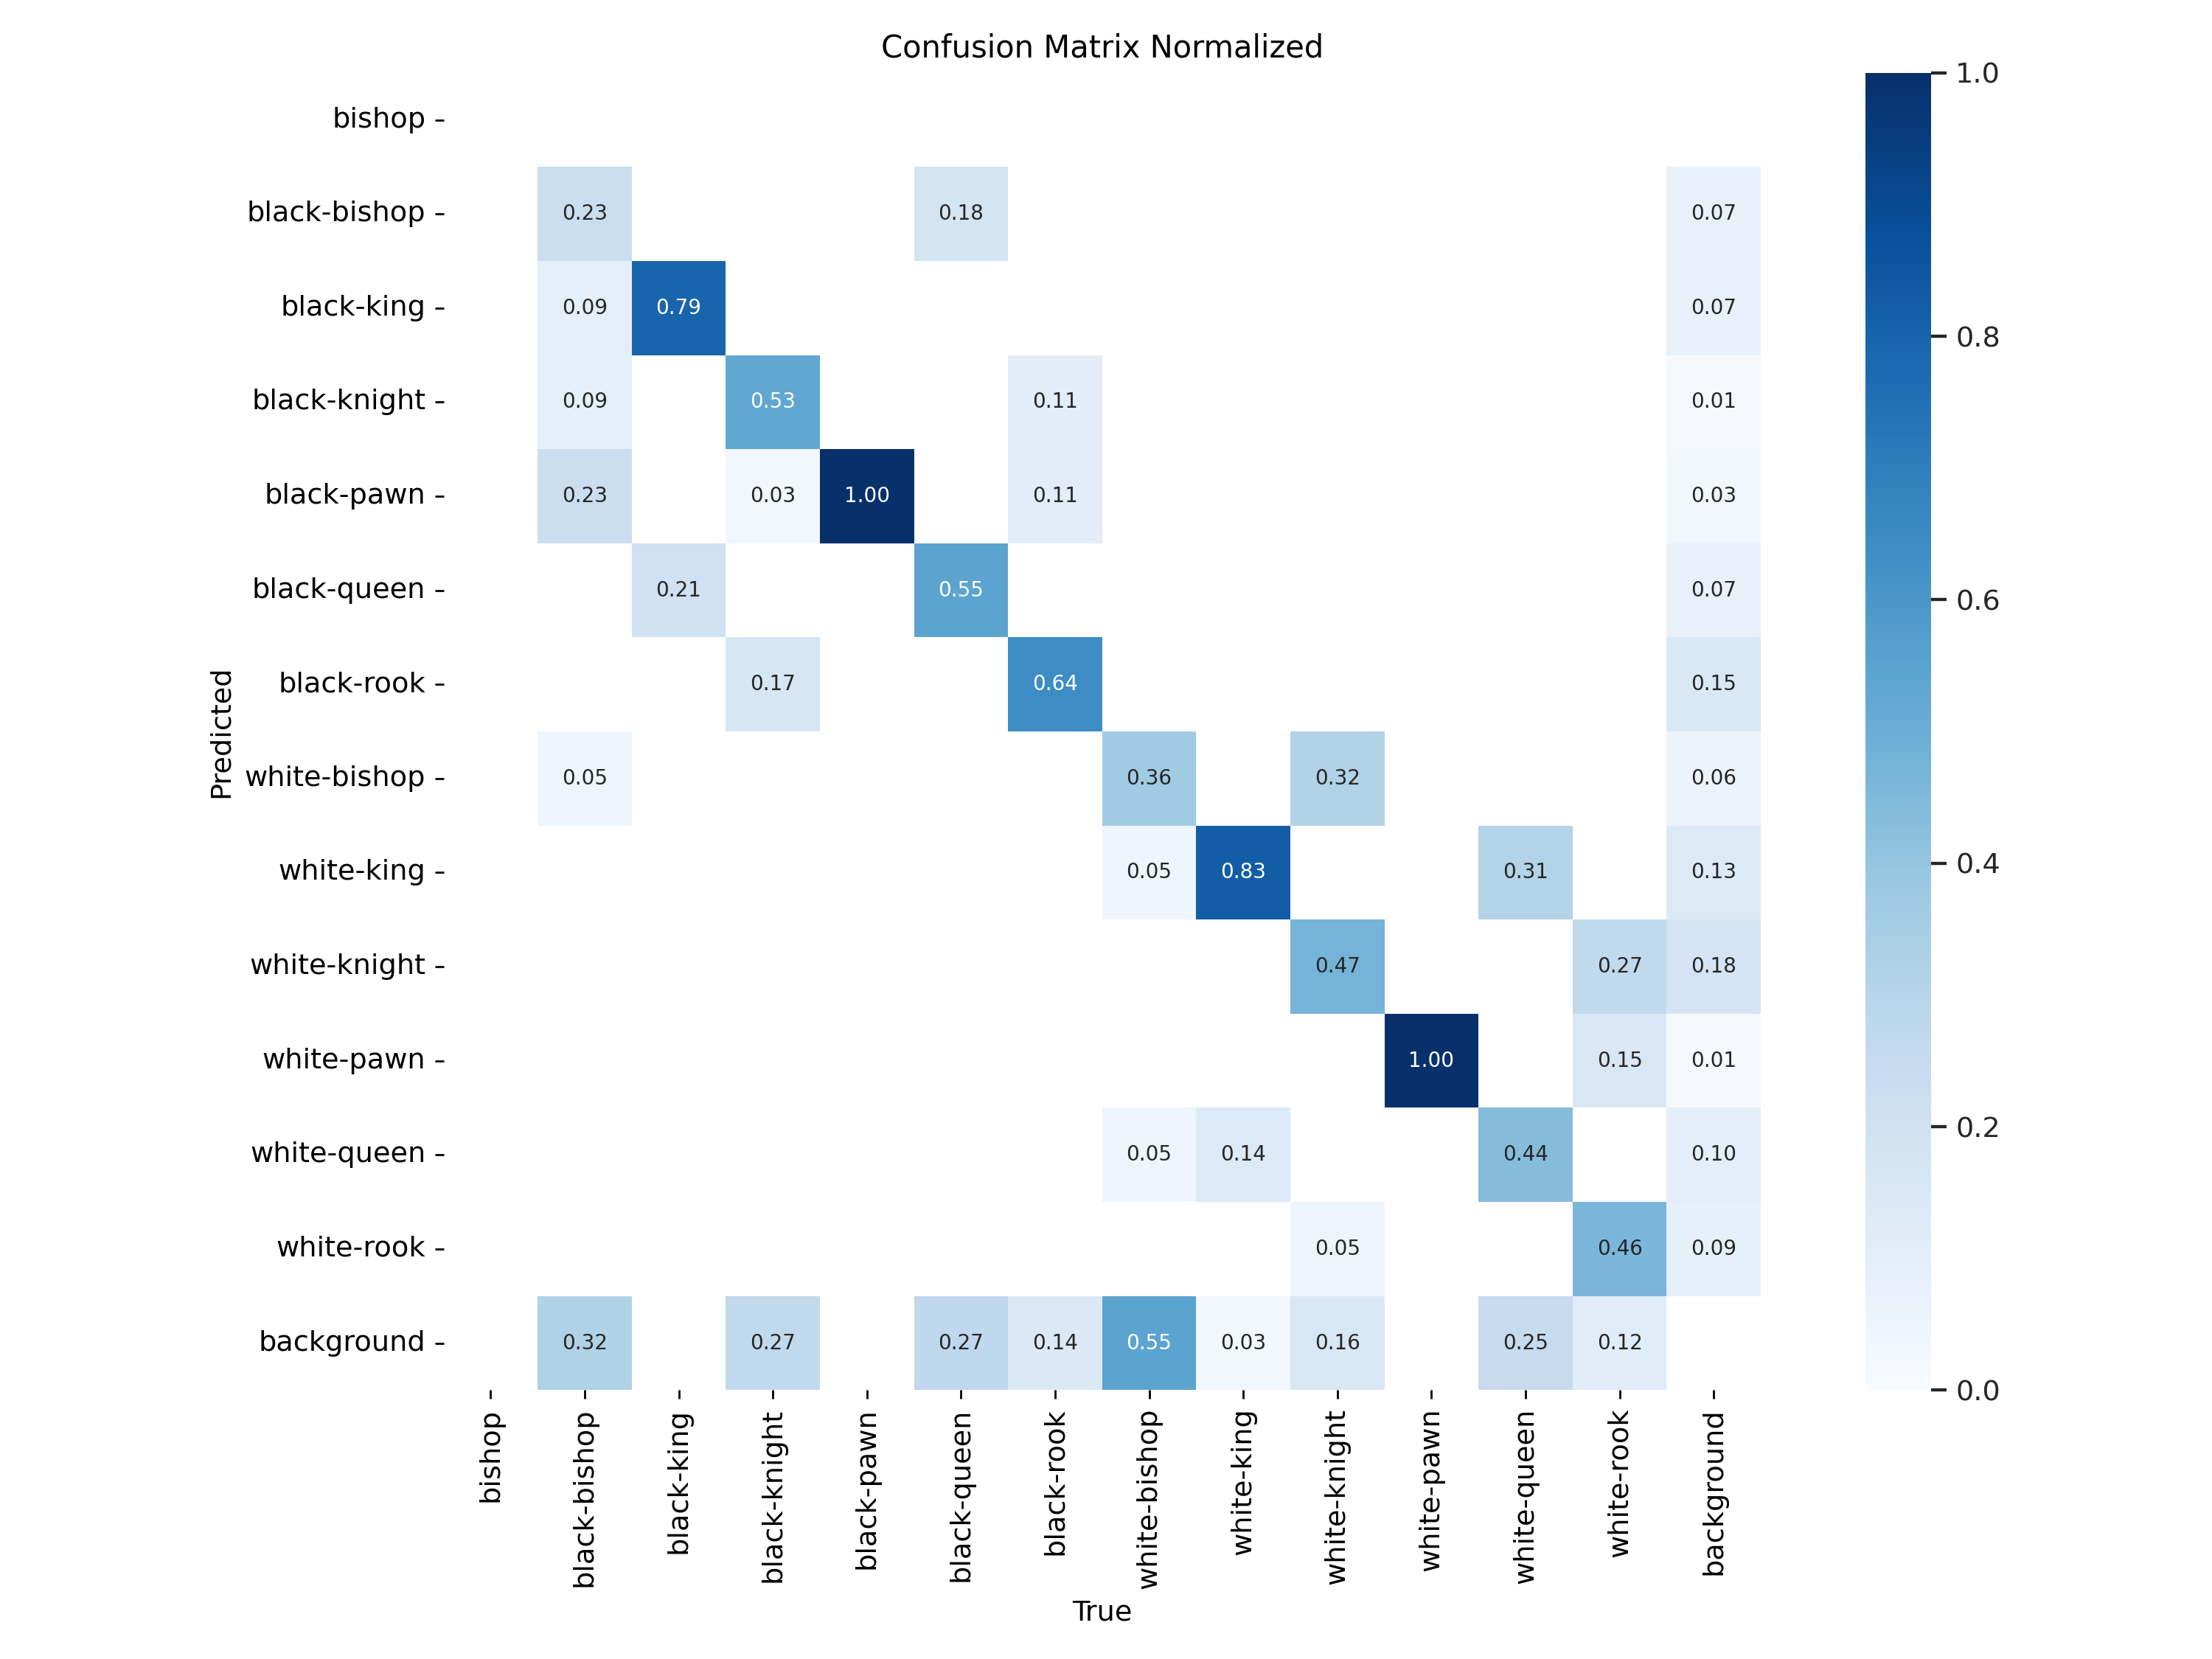 Confusion Matrix Normalized
bishop
black-bishop 0.23 0.18 0.07
black-king 0.09 0.79 0.07
black-knight 0.09 0.53 0.11 0.01
black-pawn 0.23 0.03 1.00 0.11 0.03
black-queen 0.21 0.55 0.07
black-rook 0.17 0.64 0.15
white-bishop 0.05 0.36 0.32 0.06
white-king 0.05 0.83 0.31 0.13
white-knight 0.47 0.27 0.18
white-pawn 1.00 0.15 0.01
white-queen 0.05 0.14 0.44 0.10
white-rook 0.05 0.46 0.09
background 0.32 0.27 0.27 0.14 0.55 0.03 0.16 0.25 0.12
Predicted
bishop
black-bishop
black-king
black-knight
black-pawn
black-queen
black-rook
white-bishop
white-king
white-knight
white-pawn
white-queen
white-rook
background
True
1.0
0.8
0.6
0.4
0.2
0.0